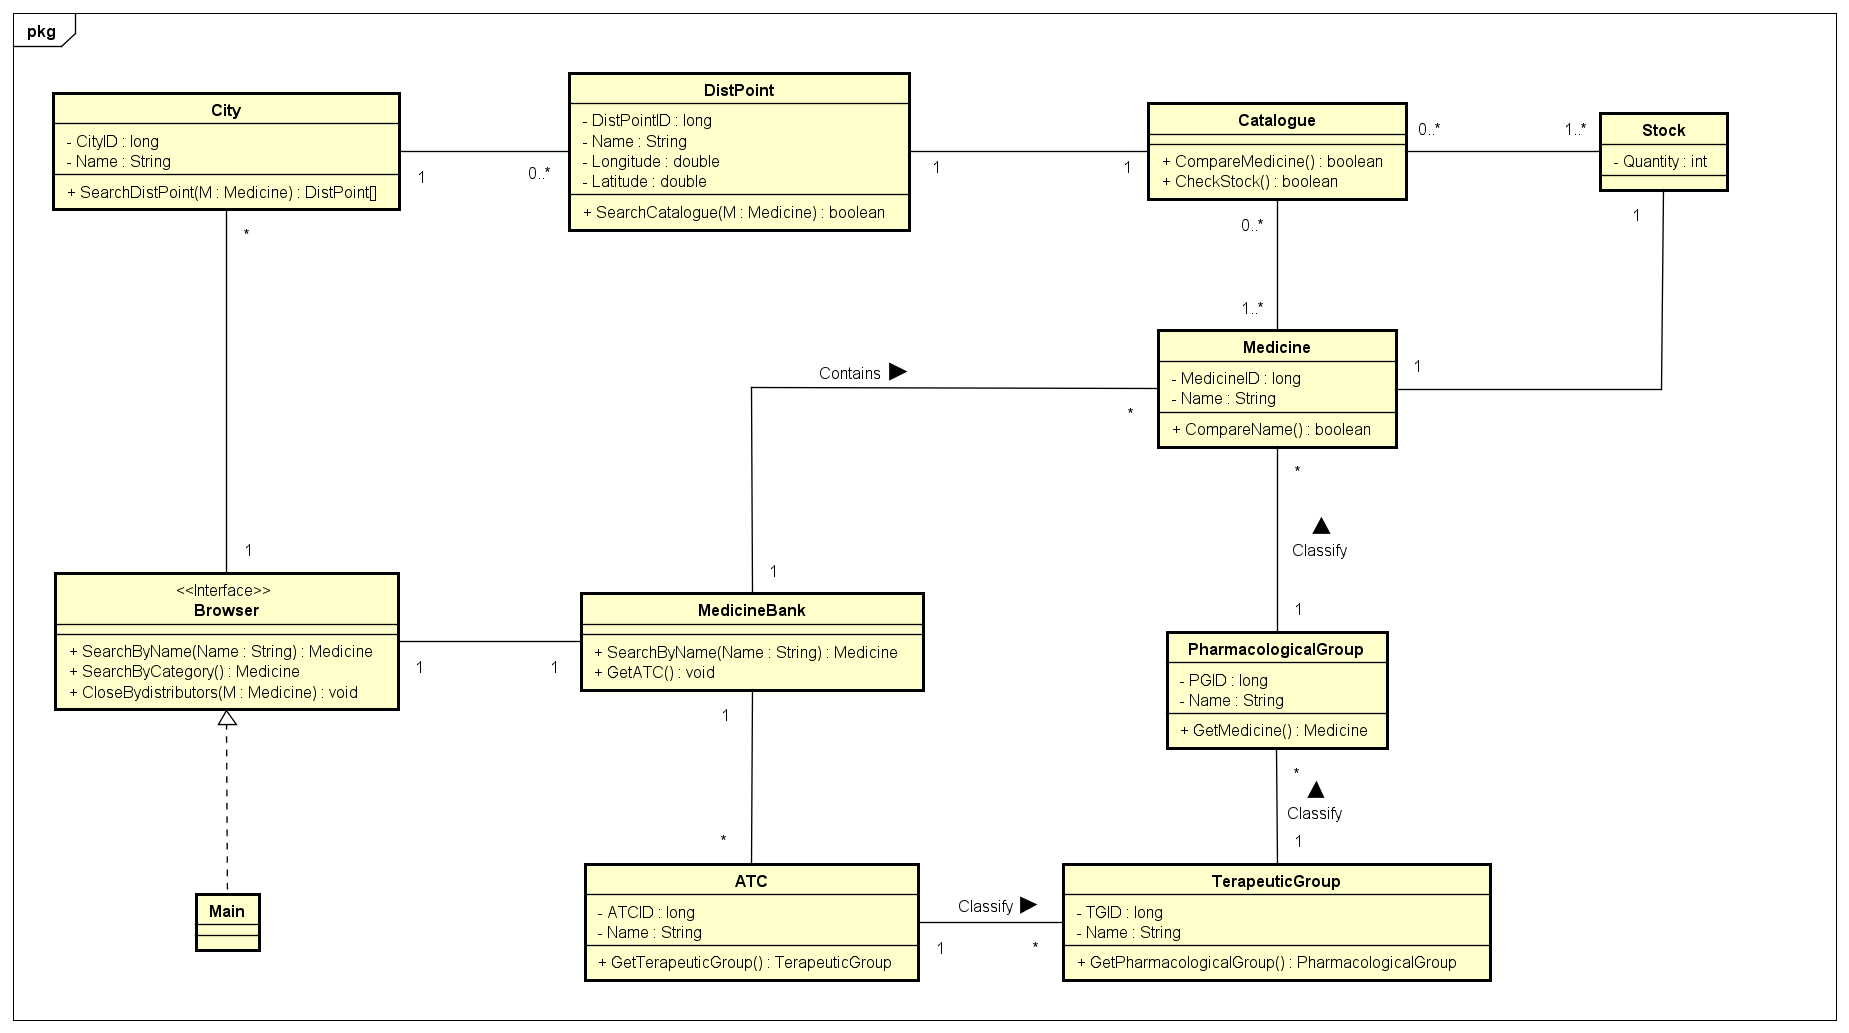 pkg
City
- CityID : long
- Name : String
+ SearchDistPoint(M : Medicine) : DistPoint[]
1
0..*
DistPoint
- DistPointID : long
- Name : String
- Longitude : double
- Latitude : double
+ SearchCatalogue(M : Medicine) : boolean
1
1
Catalogue
+ CompareMedicine() : boolean
+ CheckStock() : boolean
0..*
1..*
Stock
- Quantity : int
1
*
0..*
1..*
Medicine
- MedicineID : long
- Name : String
+ CompareName() : boolean
1
Contains
*
*
Classify
1
1
1
<<Interface>>
Browser
+ SearchByName(Name : String) : Medicine
+ SearchByCategory() : Medicine
+ CloseBydistributors(M : Medicine) : void
1
1
MedicineBank
+ SearchByName(Name : String) : Medicine
+ GetATC() : void
PharmacologicalGroup
- PGID : long
- Name : String
+ GetMedicine() : Medicine
1
*
*
Classify
1
Main
ATC
- ATCID : long
- Name : String
+ GetTerapeuticGroup() : TerapeuticGroup
Classify
1
*
TerapeuticGroup
- TGID : long
- Name : String
+ GetPharmacologicalGroup() : PharmacologicalGroup